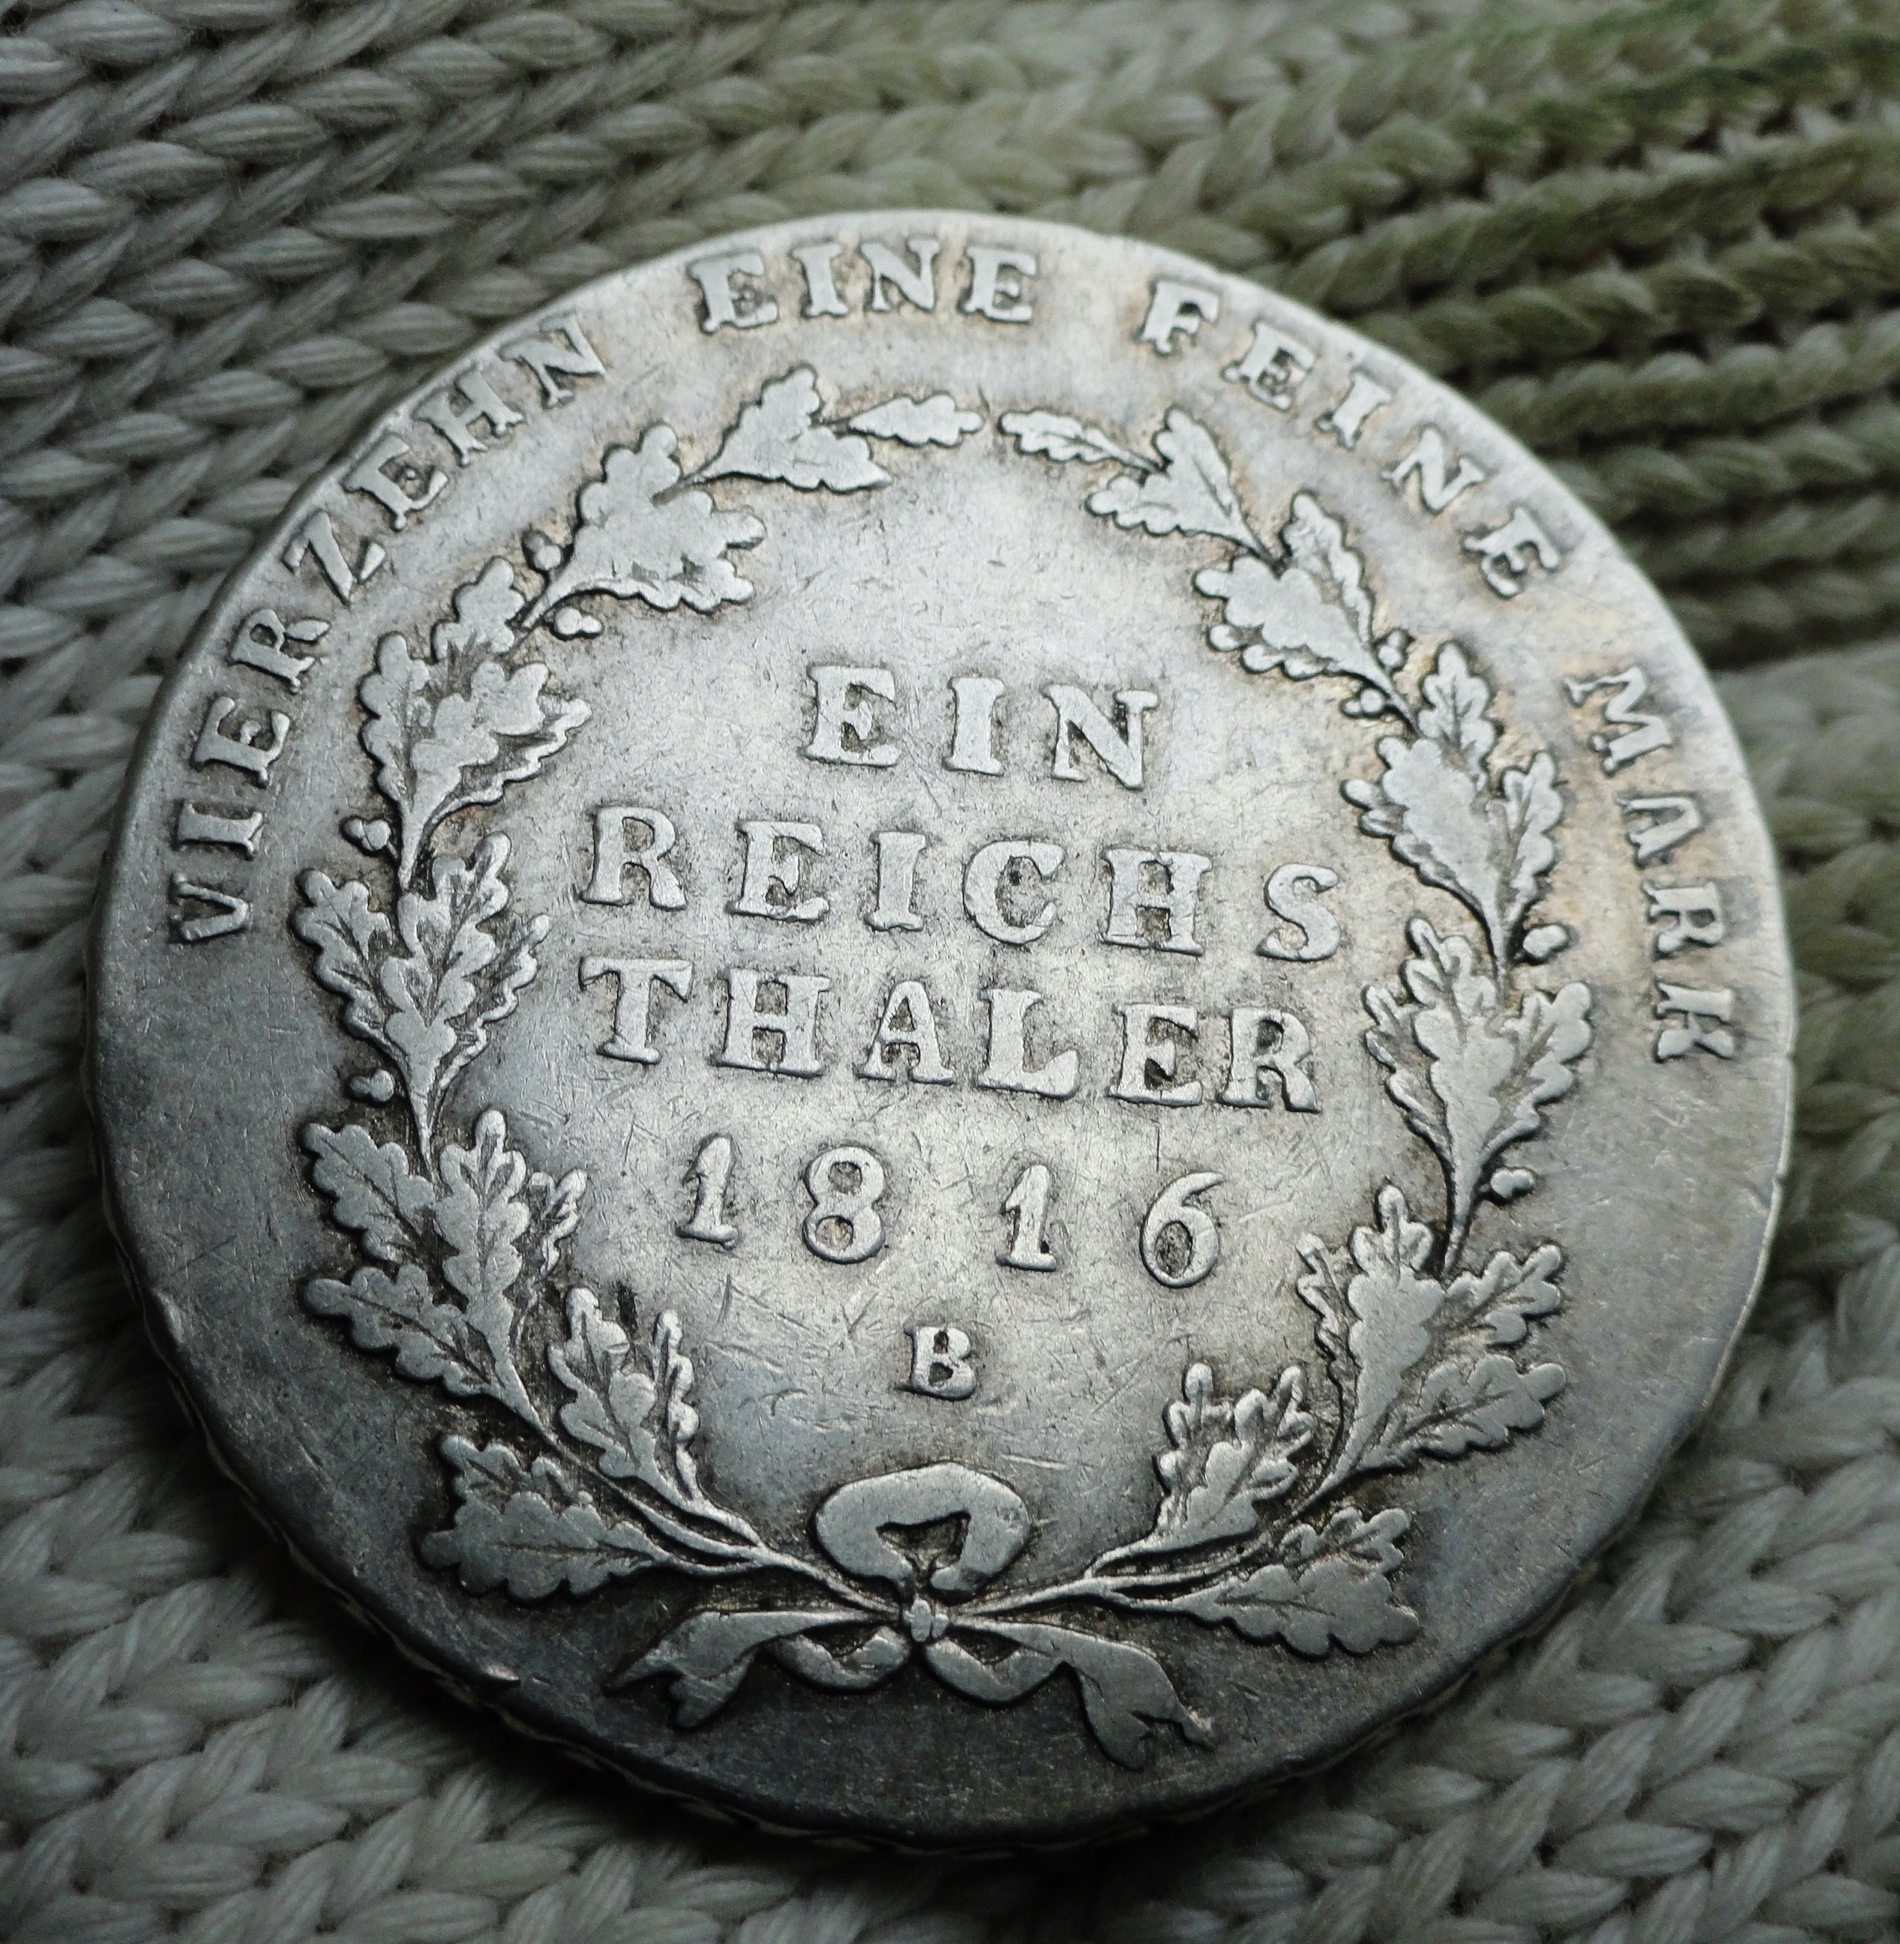 VIERZEHN EINE FEINE MARK
EIN
REICHS
THALER
1816
B